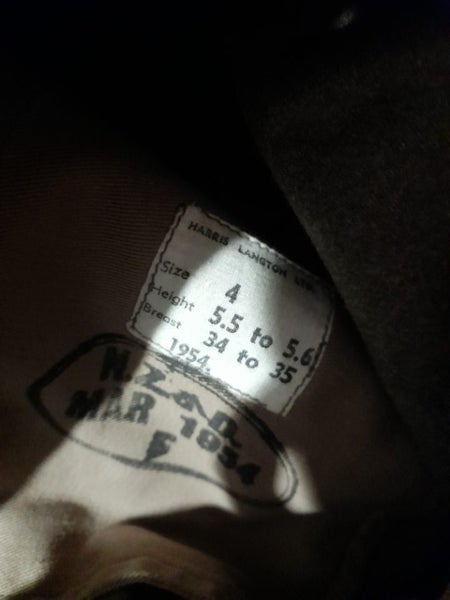 HARRIS LANGTON LTD.
Size 4
Height 5.5 to 5.6
Breast 34 to 35
1954.
MAR 1954
F